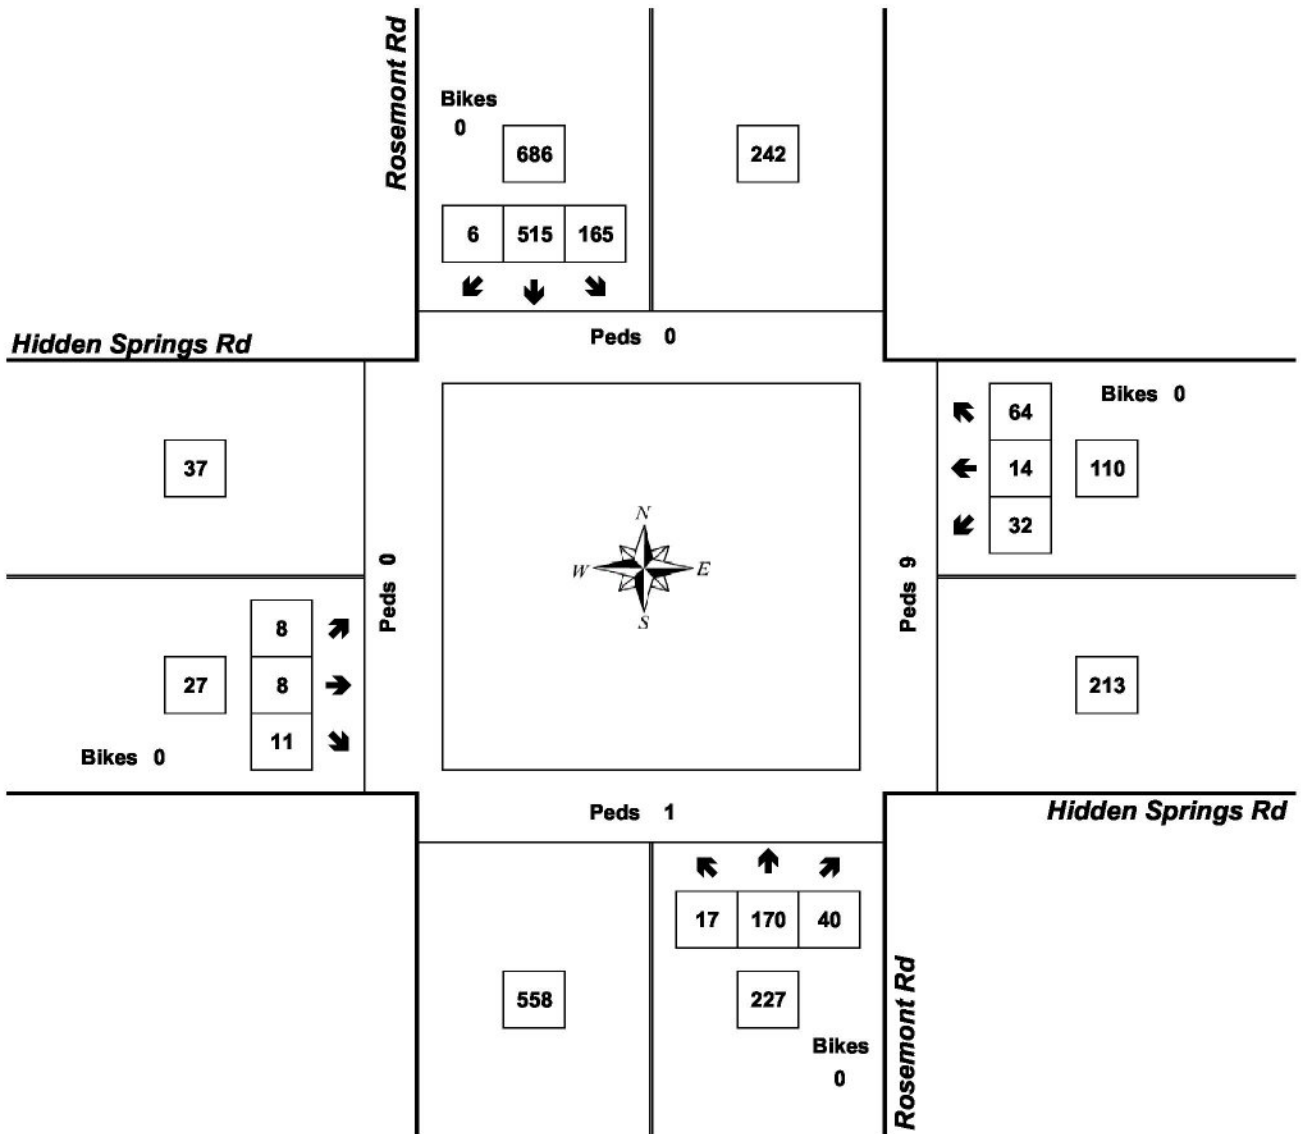 Rosemont Rd
Bikes
0
686
242
6 515 165
Peds 0
Hidden Springs Rd
64
Bikes 0
37
14
110
32
N
W E
S
Peds 0
Peds 9
8
27
8
213
11
Bikes 0
Peds 1
Hidden Springs Rd
17 170 40
558
227
Rosemont Rd
Bikes
0